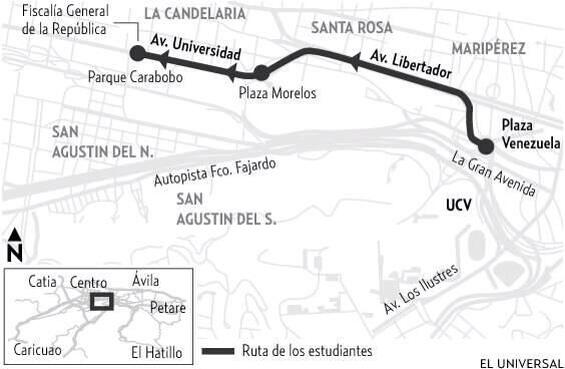 Fiscalía General
de la República
LA CANDELARIA
SANTA ROSA
MARIPÉREZ
Av. Universidad
Av. Libertador
Parque Carabobo
Plaza Morelos
Plaza
Venezuela
SAN
AGUSTIN DEL N.
Autopista Fco. Fajardo
La Gran Avenida
SAN
AGUSTIN DEL S.
UCV
N
Av. Los Ilustres
Catia
Centro
Ávila
Petare
Caricuao
El Hatillo
Ruta de los estudiantes
EL UNIVERSAL